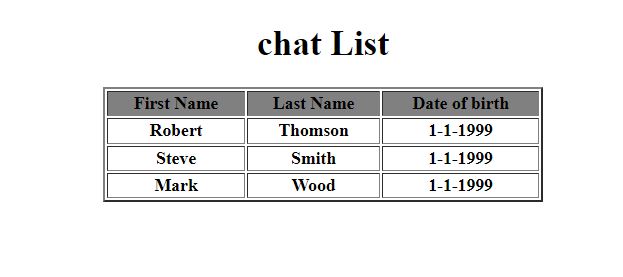 chat List
First Name Last Name Date of birth
Robert Thomson 1-1-1999
Steve Smith 1-1-1999
Mark Wood 1-1-1999